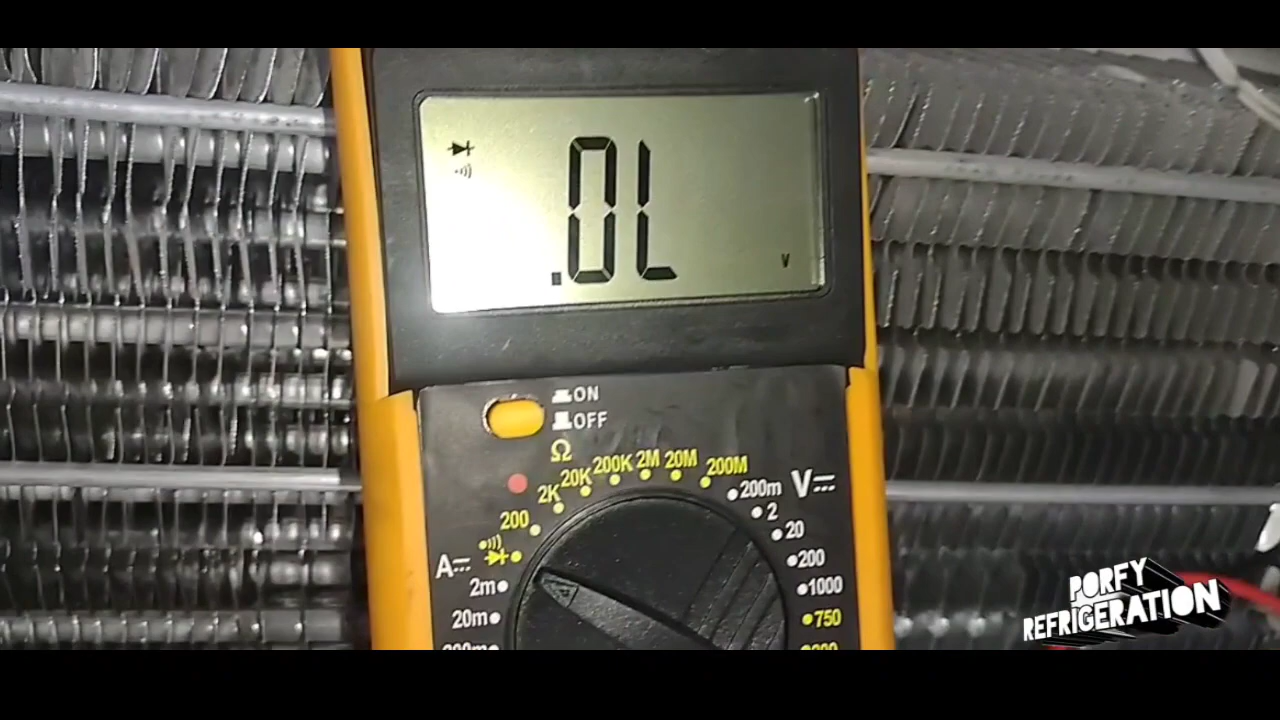 .0L
V
ON
OFF
Ω
200 2K 20K 200K 2M 20M 200M
A⎓
2m
20m
200m V⎓
2
20
200
1000
750
PORFY
REFRIGERATION